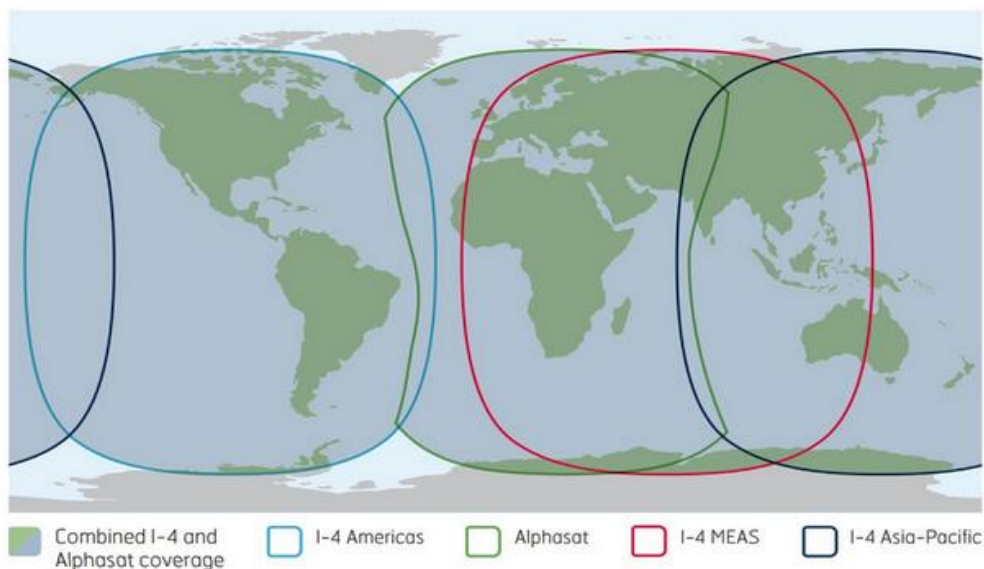 Combined I-4 and
Alphasat coverage
I-4 Americas
Alphasat
I-4 MEAS
I-4 Asia-Pacific